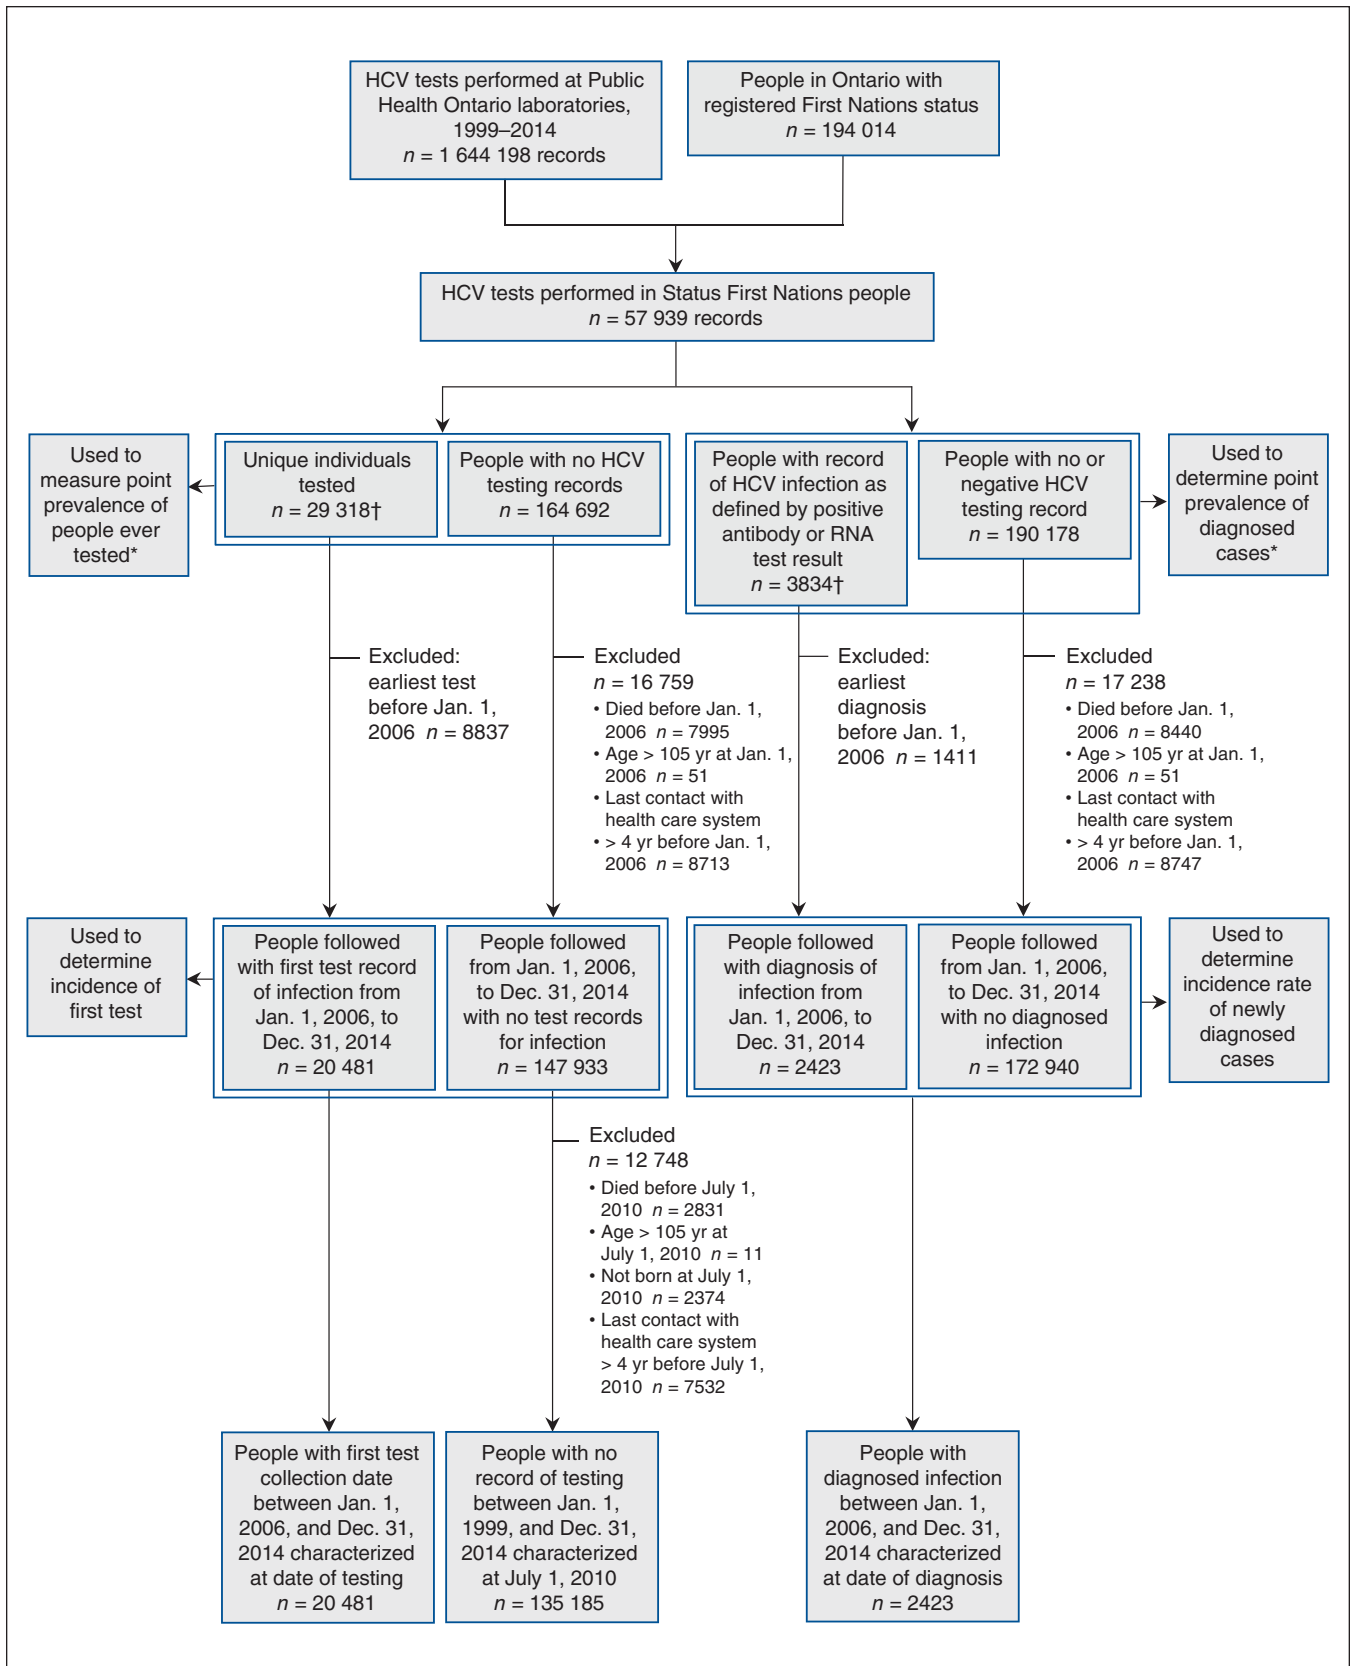 HCV tests performed at Public
Health Ontario laboratories,
1999–2014
n = 1 644 198 records
People in Ontario with
registered First Nations status
n = 194 014
HCV tests performed in Status First Nations people
n = 57 939 records
Used to
measure point
prevalence of
people ever
tested*
Unique individuals
tested
n = 29 318†
People with no HCV
testing records
n = 164 692
People with record
of HCV infection as
defined by positive
antibody or RNA
test result
n = 3834†
People with no or
negative HCV
testing record
n = 190 178
Used to
determine point
prevalence of
diagnosed
cases*
Excluded:
earliest test
before Jan. 1,
2006 n = 8837
Excluded
n = 16 759
• Died before Jan. 1,
2006 n = 7995
• Age > 105 yr at Jan. 1,
2006 n = 51
• Last contact with
health care system
• > 4 yr before Jan. 1,
2006 n = 8713
Excluded:
earliest
diagnosis
before Jan. 1,
2006 n = 1411
Excluded
n = 17 238
• Died before Jan. 1,
2006 n = 8440
• Age > 105 yr at Jan. 1,
2006 n = 51
• Last contact with
health care system
• > 4 yr before Jan. 1,
2006 n = 8747
Used to
determine
incidence of
first test
People followed
with first test record
of infection from
Jan. 1, 2006, to
Dec. 31, 2014
n = 20 481
People followed
from Jan. 1, 2006,
to Dec. 31, 2014
with no test records
for infection
n = 147 933
People followed
with diagnosis of
infection from
Jan. 1, 2006, to
Dec. 31, 2014
n = 2423
People followed
from Jan. 1, 2006,
to Dec. 31, 2014
with no diagnosed
infection
n = 172 940
Used to
determine
incidence rate
of newly
diagnosed
cases
Excluded
n = 12 748
• Died before July 1,
2010 n = 2831
• Age > 105 yr at
July 1, 2010 n = 11
• Not born at July 1,
2010 n = 2374
• Last contact with
health care system
> 4 yr before July 1,
2010 n = 7532
People with first test
collection date
between Jan. 1,
2006, and Dec. 31,
2014 characterized
at date of testing
n = 20 481
People with no
record of testing
between Jan. 1,
1999, and Dec. 31,
2014 characterized
at July 1, 2010
n = 135 185
People with
diagnosed infection
between Jan. 1,
2006, and Dec. 31,
2014 characterized
at date of diagnosis
n = 2423